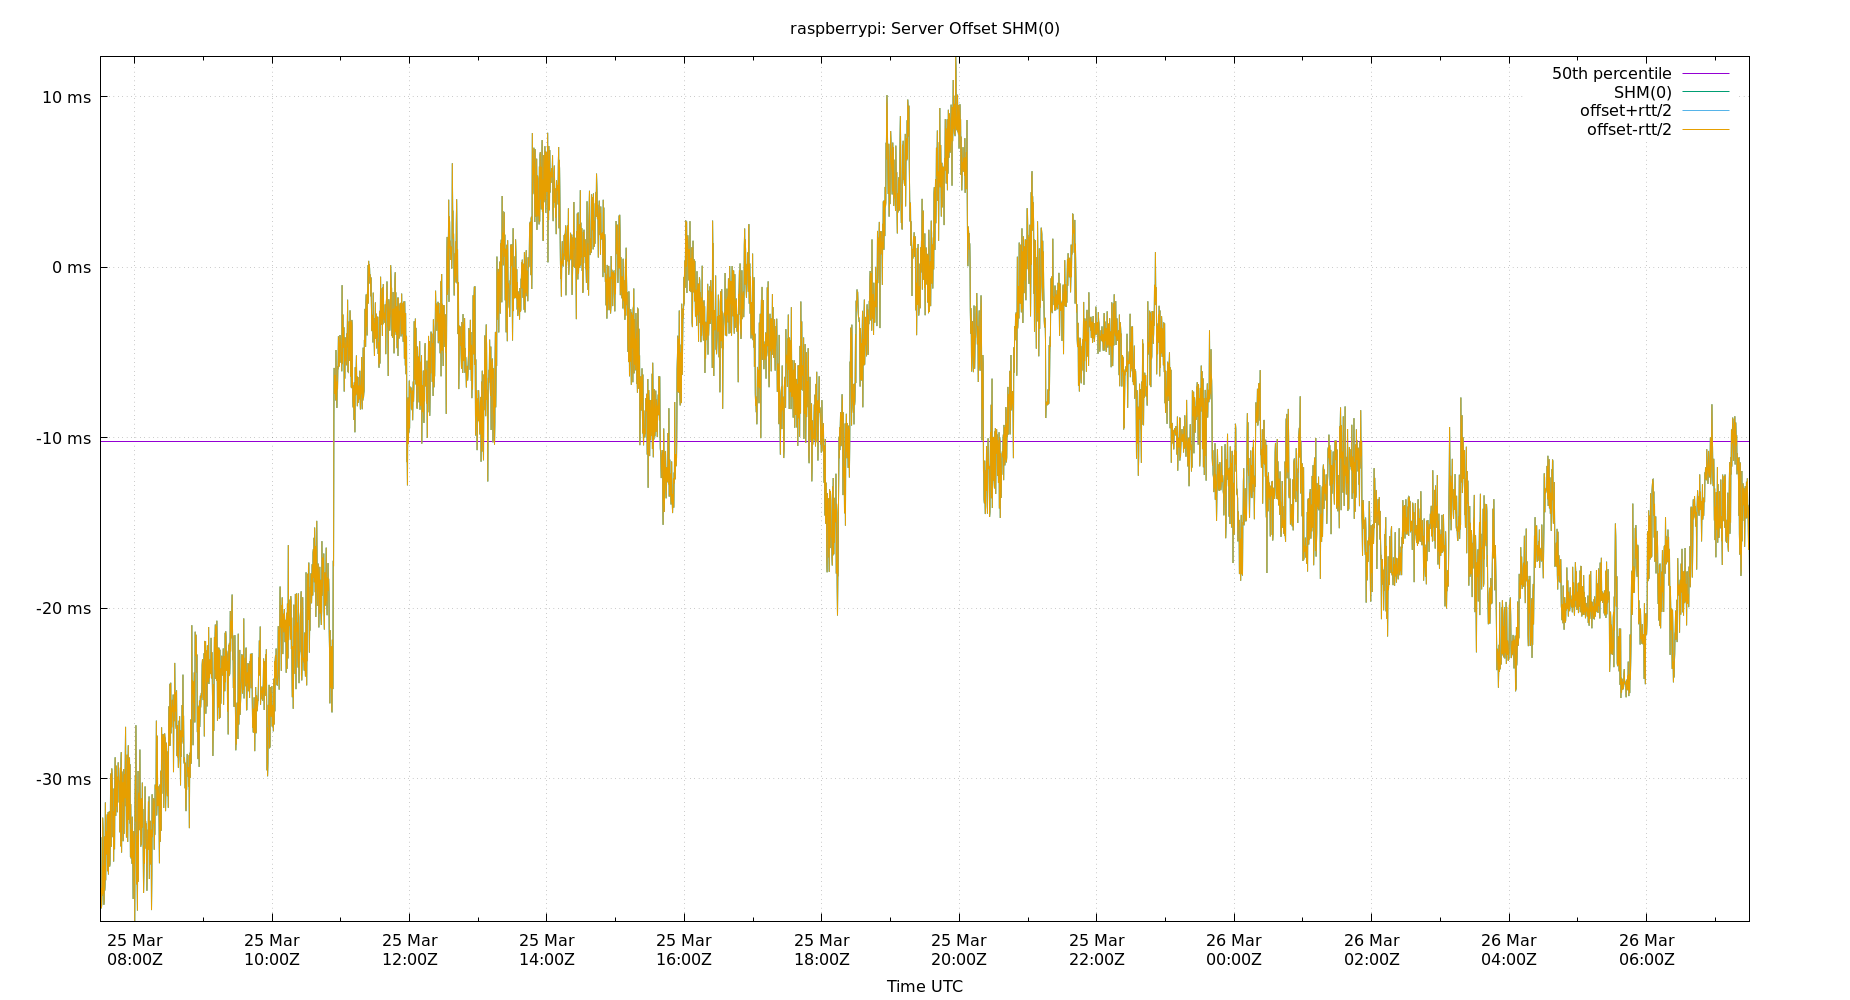 raspberrypi: Server Offset SHM(0)
50th percentile
SHM(0)
offset+rtt/2
offset-rtt/2
10 ms
0 ms
-10 ms
-20 ms
-30 ms
25 Mar 25 Mar 25 Mar 25 Mar 25 Mar 25 Mar 25 Mar 25 Mar 26 Mar 26 Mar 26 Mar 26 Mar
08:00Z 10:00Z 12:00Z 14:00Z 16:00Z 18:00Z 20:00Z 22:00Z 00:00Z 02:00Z 04:00Z 06:00Z
Time UTC